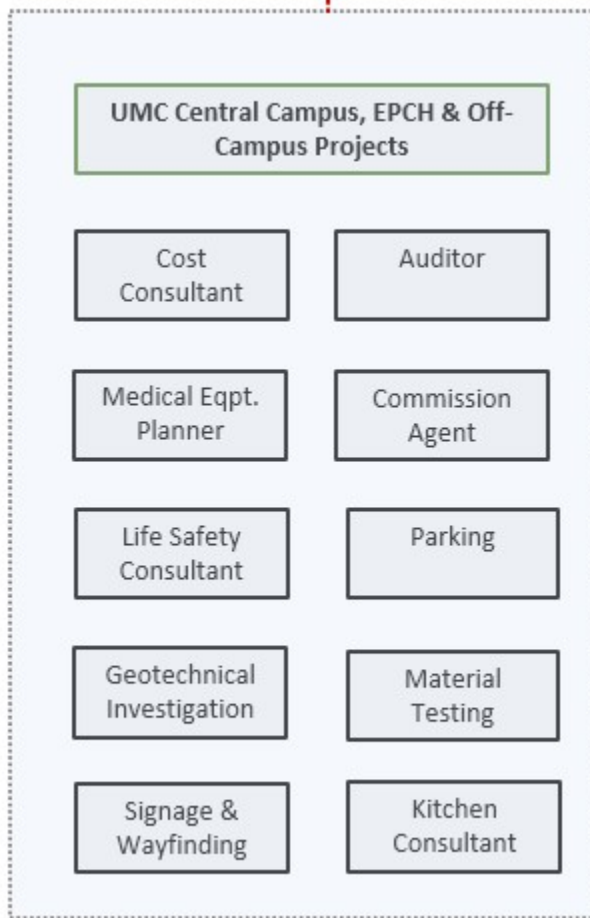 UMC Central Campus, EPCH & Off-
Campus Projects
Cost
Consultant
Auditor
Medical Eqpt.
Planner
Commission
Agent
Life Safety
Consultant
Parking
Geotechnical
Investigation
Material
Testing
Signage &
Wayfinding
Kitchen
Consultant